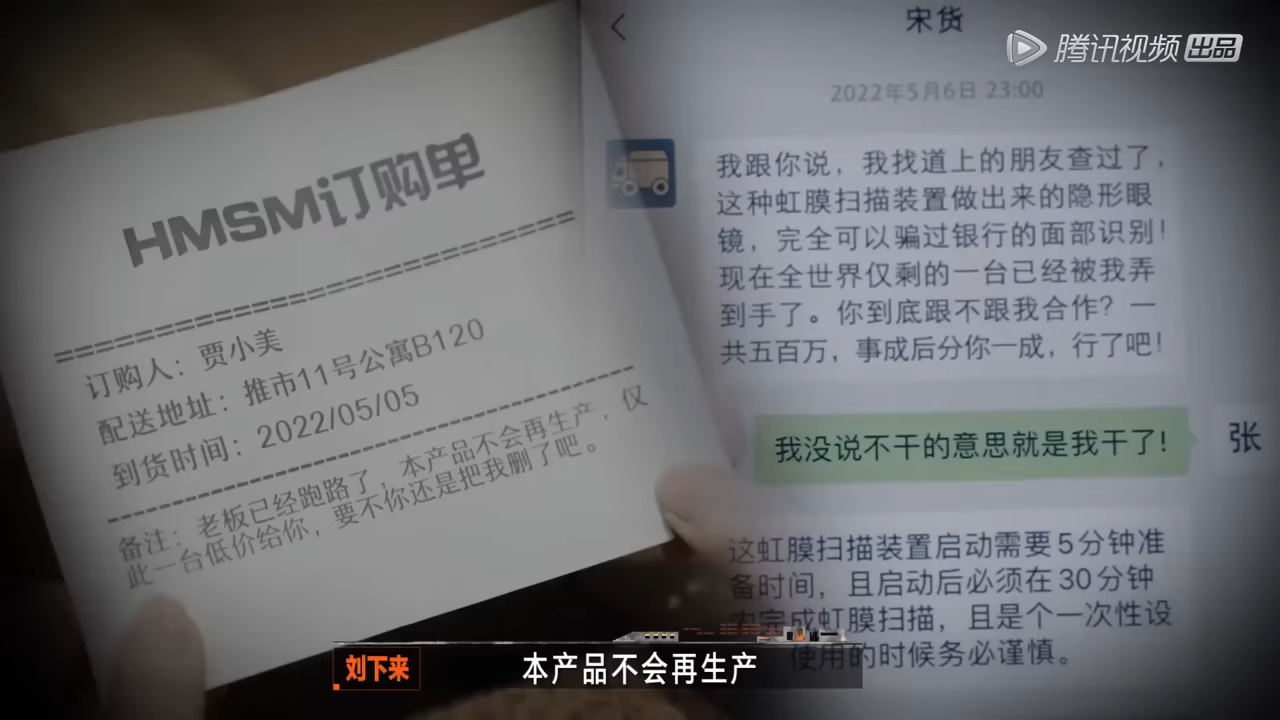 HMSM订购单
订购人：贾小美
配送地址：推市11号公寓B120
到货时间：2022/05/05
备注：老板已经跑路了，本产品不会再生产，仅
此一台低价给你，要不你还是把我删了吧。
宋货
腾讯视频 出品
2022年5月6日 23:00
我跟你说，我找道上的朋友查过了，
这种虹膜扫描装置做出来的隐形眼
镜，完全可以骗过银行的面部识别！
现在全世界仅剩的一台已经被我弄
到手了。你到底跟不跟我合作？一
共五百万，事成后分你一成，行了吧！
我没说不干的意思就是我干了！
张
这虹膜扫描装置启动需要5分钟准
备时间，且启动后必须在30分钟
内完成虹膜扫描，且是个一次性设
使用的时候务必谨慎。
刘下来
本产品不会再生产